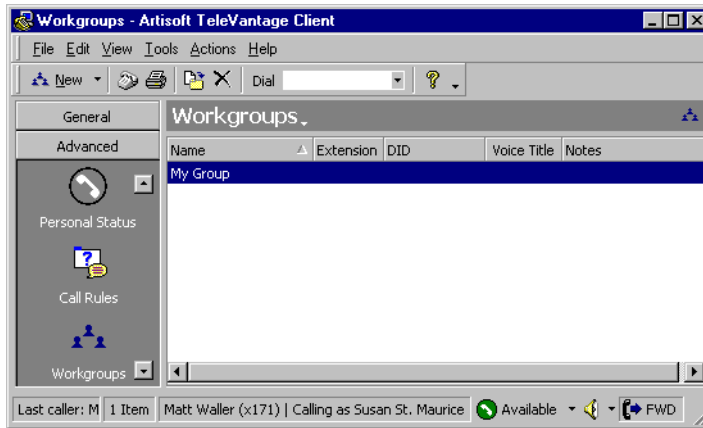 Workgroups - Artisoft TeleVantage Client
File Edit View Tools Actions Help
New Dial
General
Advanced
Personal Status
Call Rules
Workgroups
Workgroups
Name Extension DID Voice Title Notes
My Group
Last caller: M 1 Item Matt Waller (x171) | Calling as Susan St. Maurice Available FWD